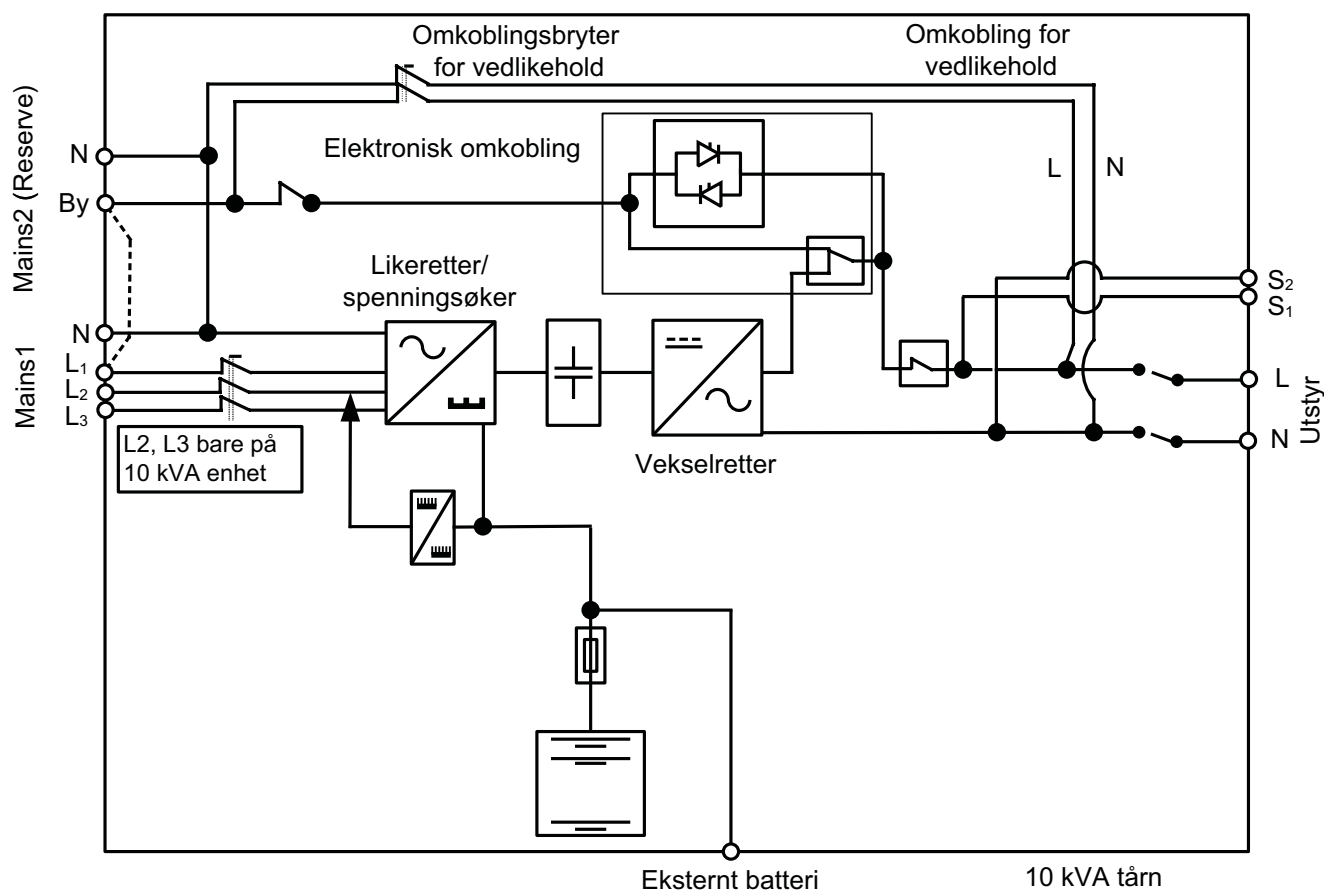 Omkoblingsbryter
for vedlikehold
Omkobling for
vedlikehold
Mains2 (Reserve)
N
By
Elektronisk omkobling
L
N
Likeretter/
spenningsøker
S2
S1
Mains1
N
L1
L2
L3
L
N
Utstyr
L2, L3 bare på
10 kVA enhet
Vekselretter
Eksternt batteri
10 kVA tårn